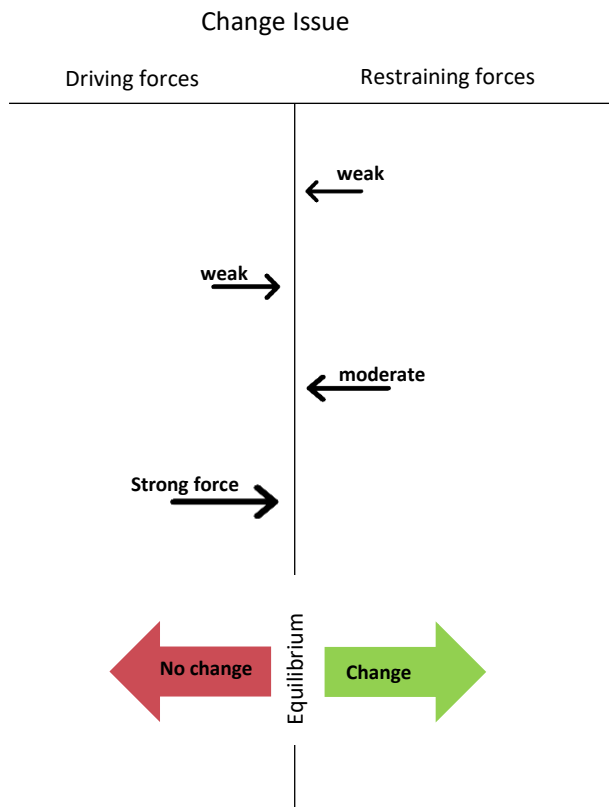 Change Issue
Driving forces
Restraining forces
weak
weak
moderate
Strong force
No change
Equilibrium
Change